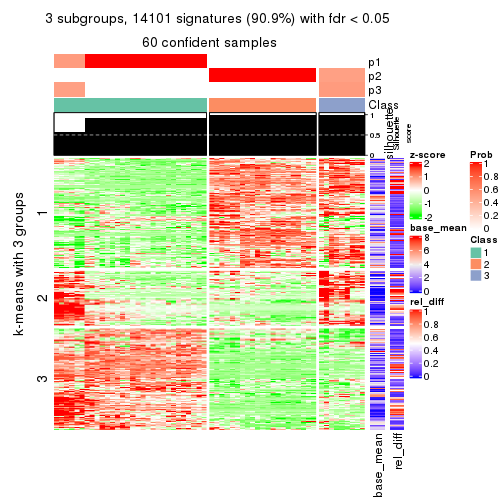 3 subgroups, 14101 signatures (90.9%) with fdr < 0.05
60 confident samples
p1
p2
p3
Class
1
0.5
0
silhouette
Silhouette
score
k-means with 3 groups
1
2
3
base_mean
rel_diff
z-score
2
1
0
-1
-2
base_mean
8
6
4
2
0
rel_diff
1
0.8
0.6
0.4
0.2
0
Prob
1
0.8
0.6
0.4
0.2
0
Class
1
2
3